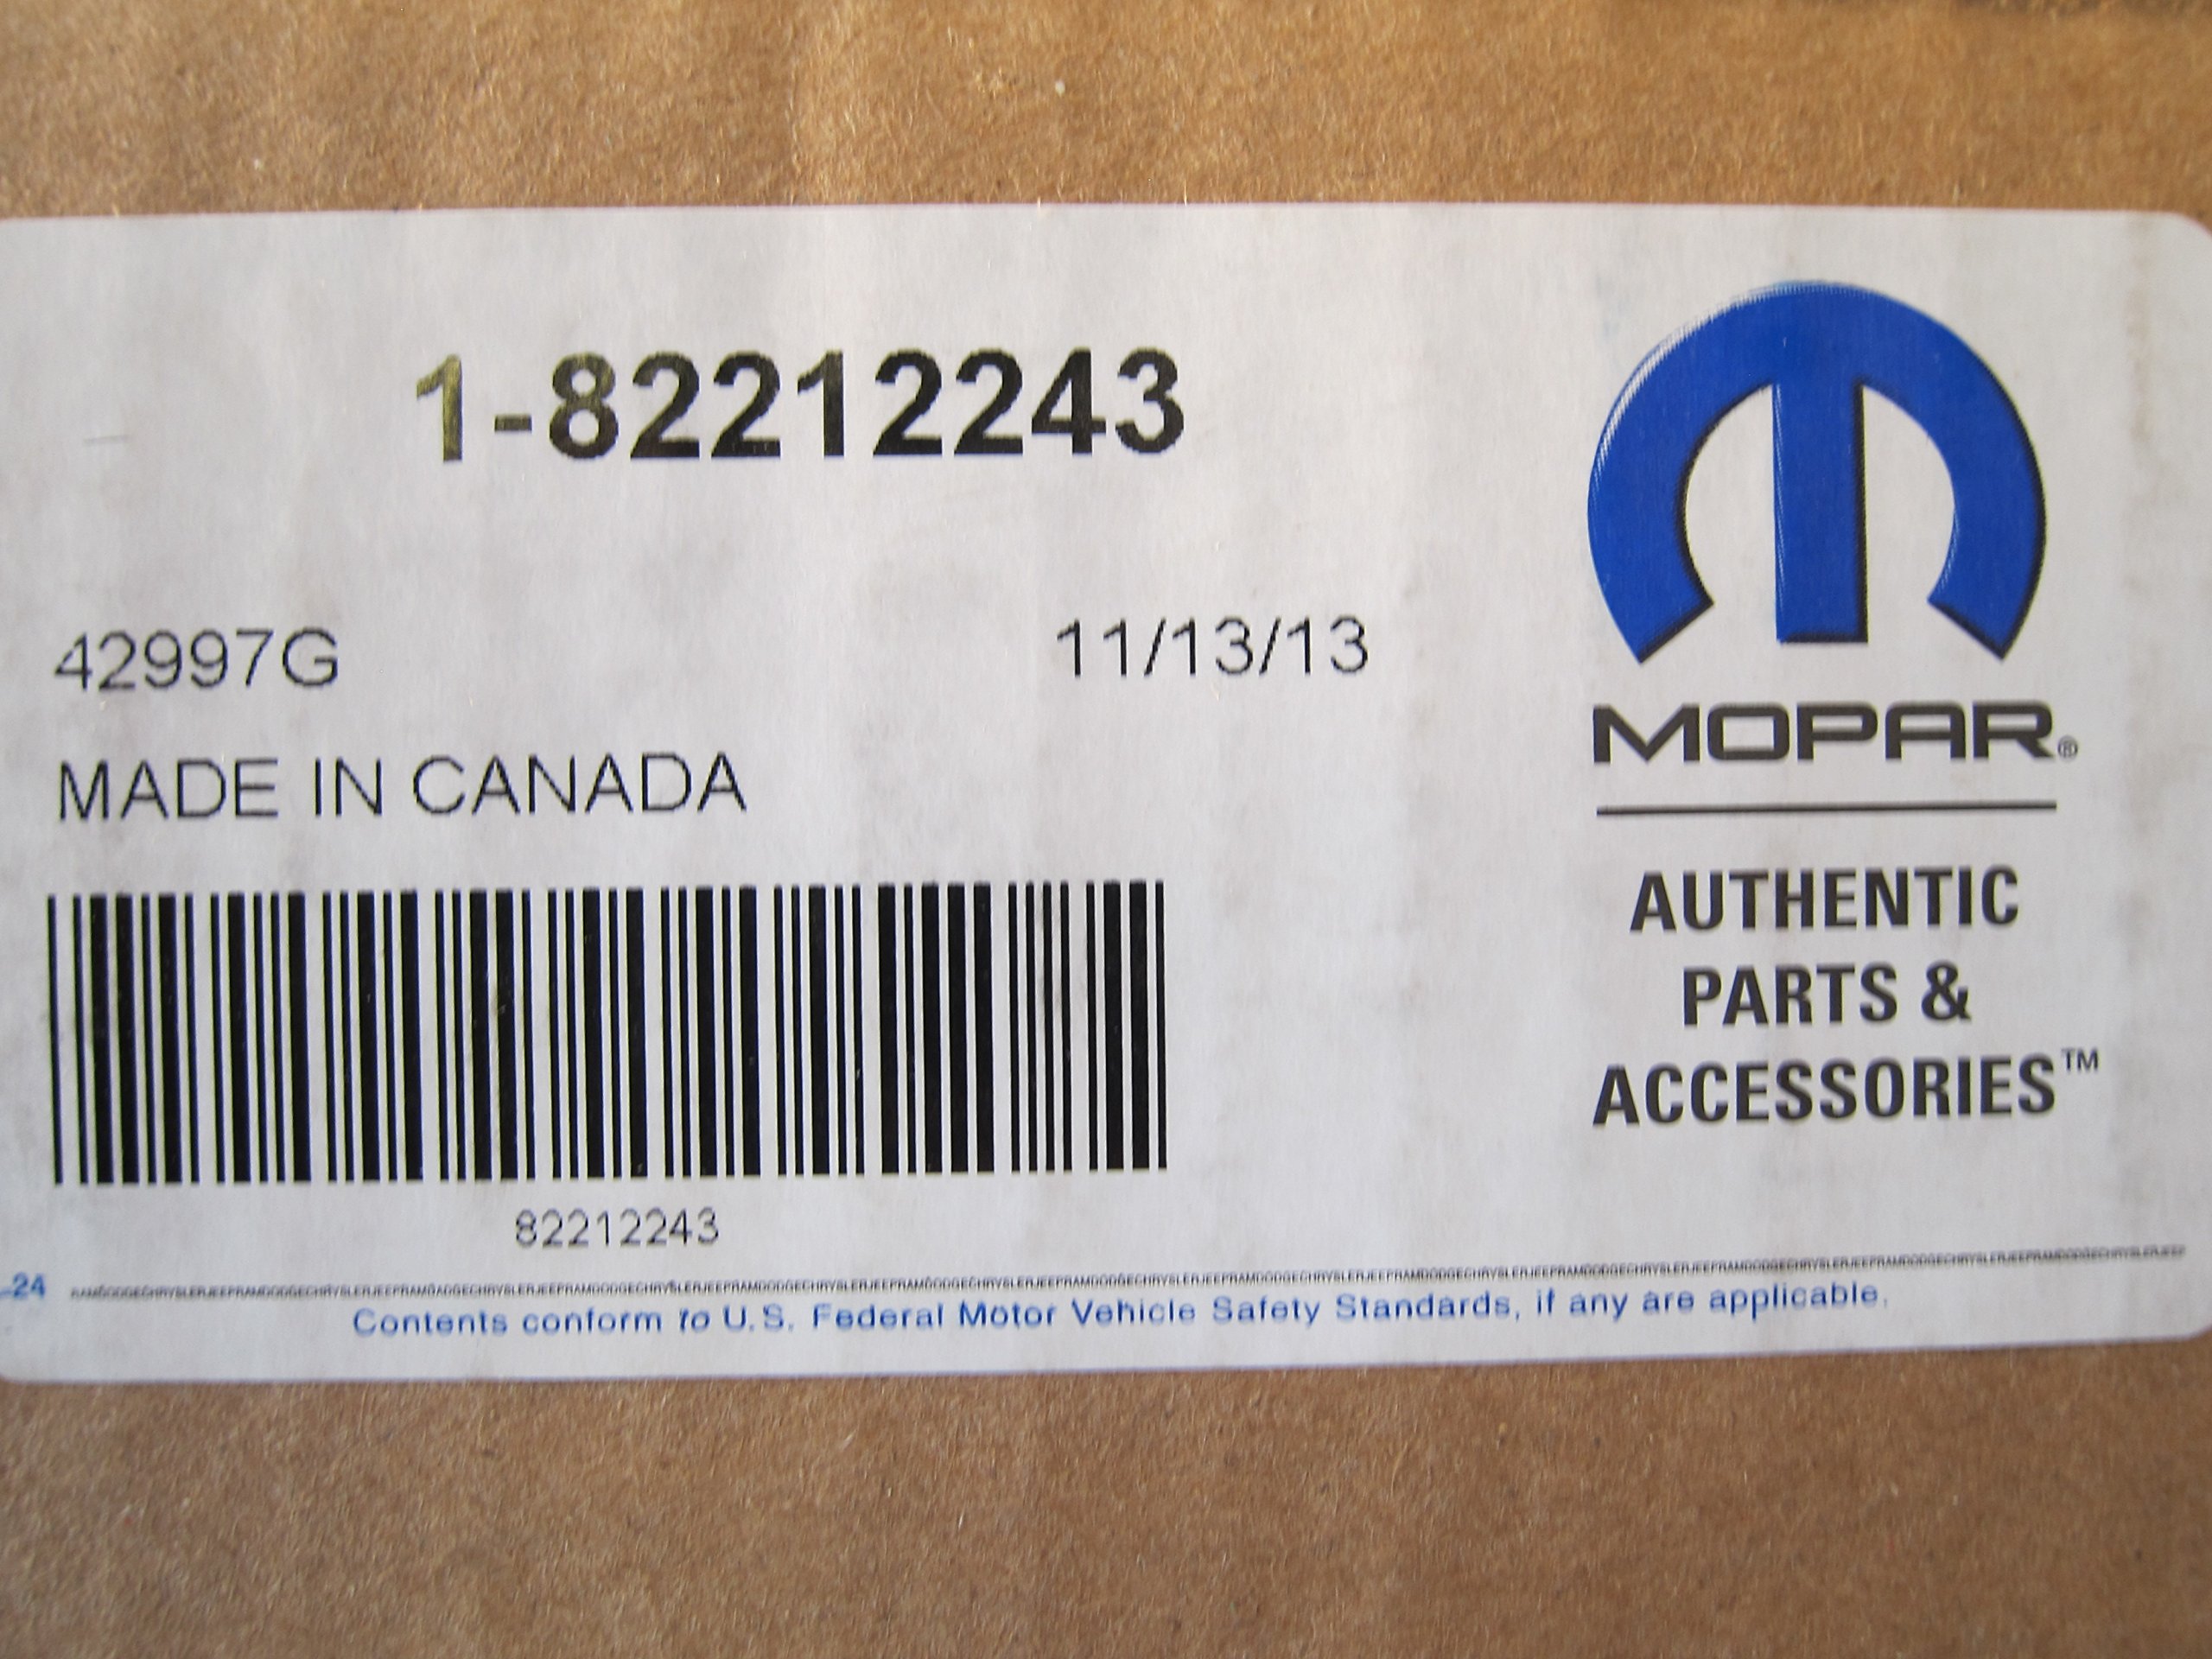 1-82212243
42997G 11/13/13
MADE IN CANADA
82212243
MOPAR®
AUTHENTIC
PARTS &
ACCESSORIES™
-24
Contents conform to U.S. Federal Motor Vehicle Safety Standards, if any are applicable.